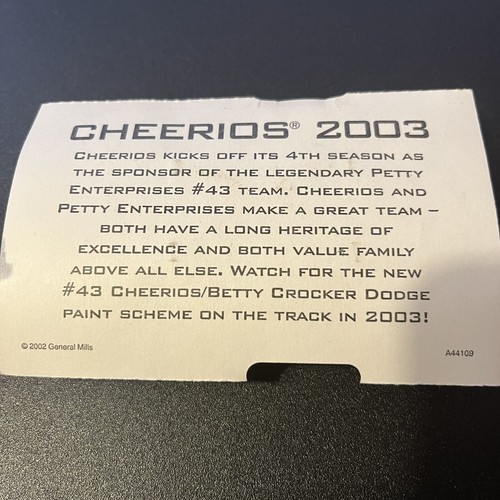 CHEERIOS® 2003
CHEERIOS KICKS OFF ITS 4TH SEASON AS
THE SPONSOR OF THE LEGENDARY PETTY
ENTERPRISES #43 TEAM. CHEERIOS AND
PETTY ENTERPRISES MAKE A GREAT TEAM –
BOTH HAVE A LONG HERITAGE OF
EXCELLENCE AND BOTH VALUE FAMILY
ABOVE ALL ELSE. WATCH FOR THE NEW
#43 CHEERIOS/BETTY CROCKER DODGE
PAINT SCHEME ON THE TRACK IN 2003!
© 2002 General Mills
A44109